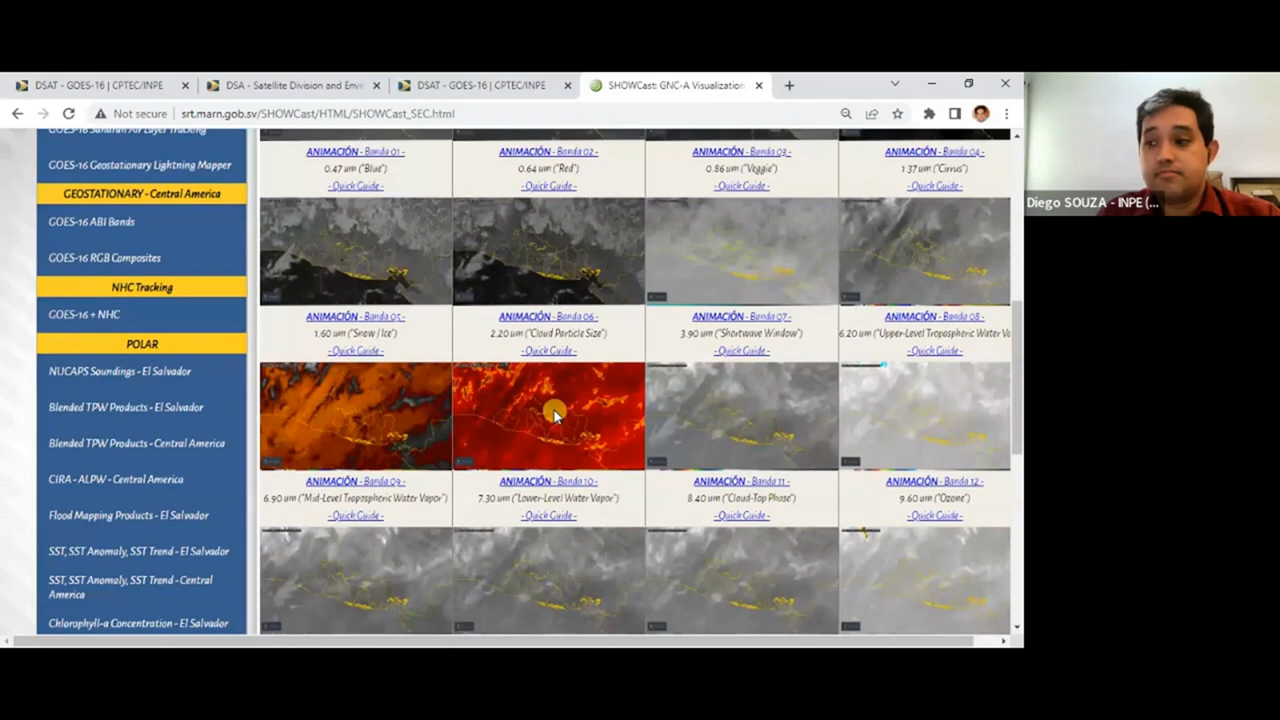 DSAT - GOES-16 | CPTEC/INPE
DSA - Satellite Division and Envi
DSAT - GOES-16 | CPTEC/INPE
SHOWCast: GNC-A Visualization
Not secure
srt.marn.gob.sv/SHOWCast/HTML/SHOWCast_SEC.html
GOES-16 Saharan Air Layer Tracking
GOES-16 Geostationary Lightning Mapper
GEOSTATIONARY - Central America
GOES-16 ABI Bands
GOES-16 RGB Composites
NHC Tracking
GOES-16 + NHC
POLAR
NUCAPS Soundings - El Salvador
Blended TPW Products - El Salvador
Blended TPW Products - Central America
CIRA - ALPW - Central America
Flood Mapping Products - El Salvador
SST, SST Anomaly, SST Trend - El Salvador
SST, SST Anomaly, SST Trend - Central
America
Chlorophyll-a Concentration - El Salvador
ANIMACIÓN - Banda 01 -
0.47 um ("Blue")
- Quick Guide -
ANIMACIÓN - Banda 02 -
0.64 um ("Red")
- Quick Guide -
ANIMACIÓN - Banda 03 -
0.86 um ("Veggie")
- Quick Guide -
ANIMACIÓN - Banda 04 -
1.37 um ("Cirrus")
- Quick Guide -
ANIMACIÓN - Banda 05 -
1.60 um ("Snow / Ice")
- Quick Guide -
ANIMACIÓN - Banda 06 -
2.20 um ("Cloud Particle Size")
- Quick Guide -
ANIMACIÓN - Banda 07 -
3.90 um ("Shortwave Window")
- Quick Guide -
ANIMACIÓN - Banda 08 -
6.20 um ("Upper-Level Tropospheric Water Va
- Quick Guide -
ANIMACIÓN - Banda 09 -
6.90 um ("Mid-Level Tropospheric Water Vapor")
- Quick Guide -
ANIMACIÓN - Banda 10 -
7.30 um ("Lower-Level Water Vapor")
- Quick Guide -
ANIMACIÓN - Banda 11 -
8.40 um ("Cloud-Top Phase")
- Quick Guide -
ANIMACIÓN - Banda 12 -
9.60 um ("Ozone")
- Quick Guide -
Diego SOUZA - INPE (...